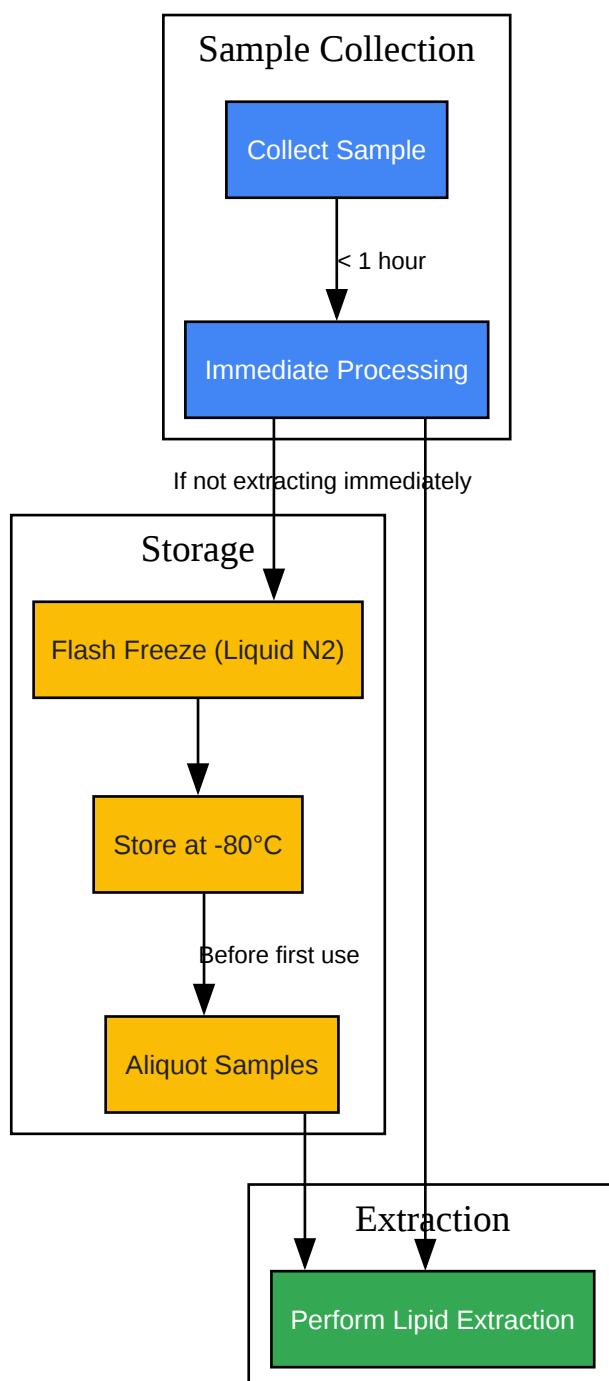 Sample Collection
Collect Sample
< 1 hour
Immediate Processing
If not extracting immediately
Storage
Flash Freeze (Liquid N2)
Store at -80°C
Before first use
Aliquot Samples
Extraction
Perform Lipid Extraction